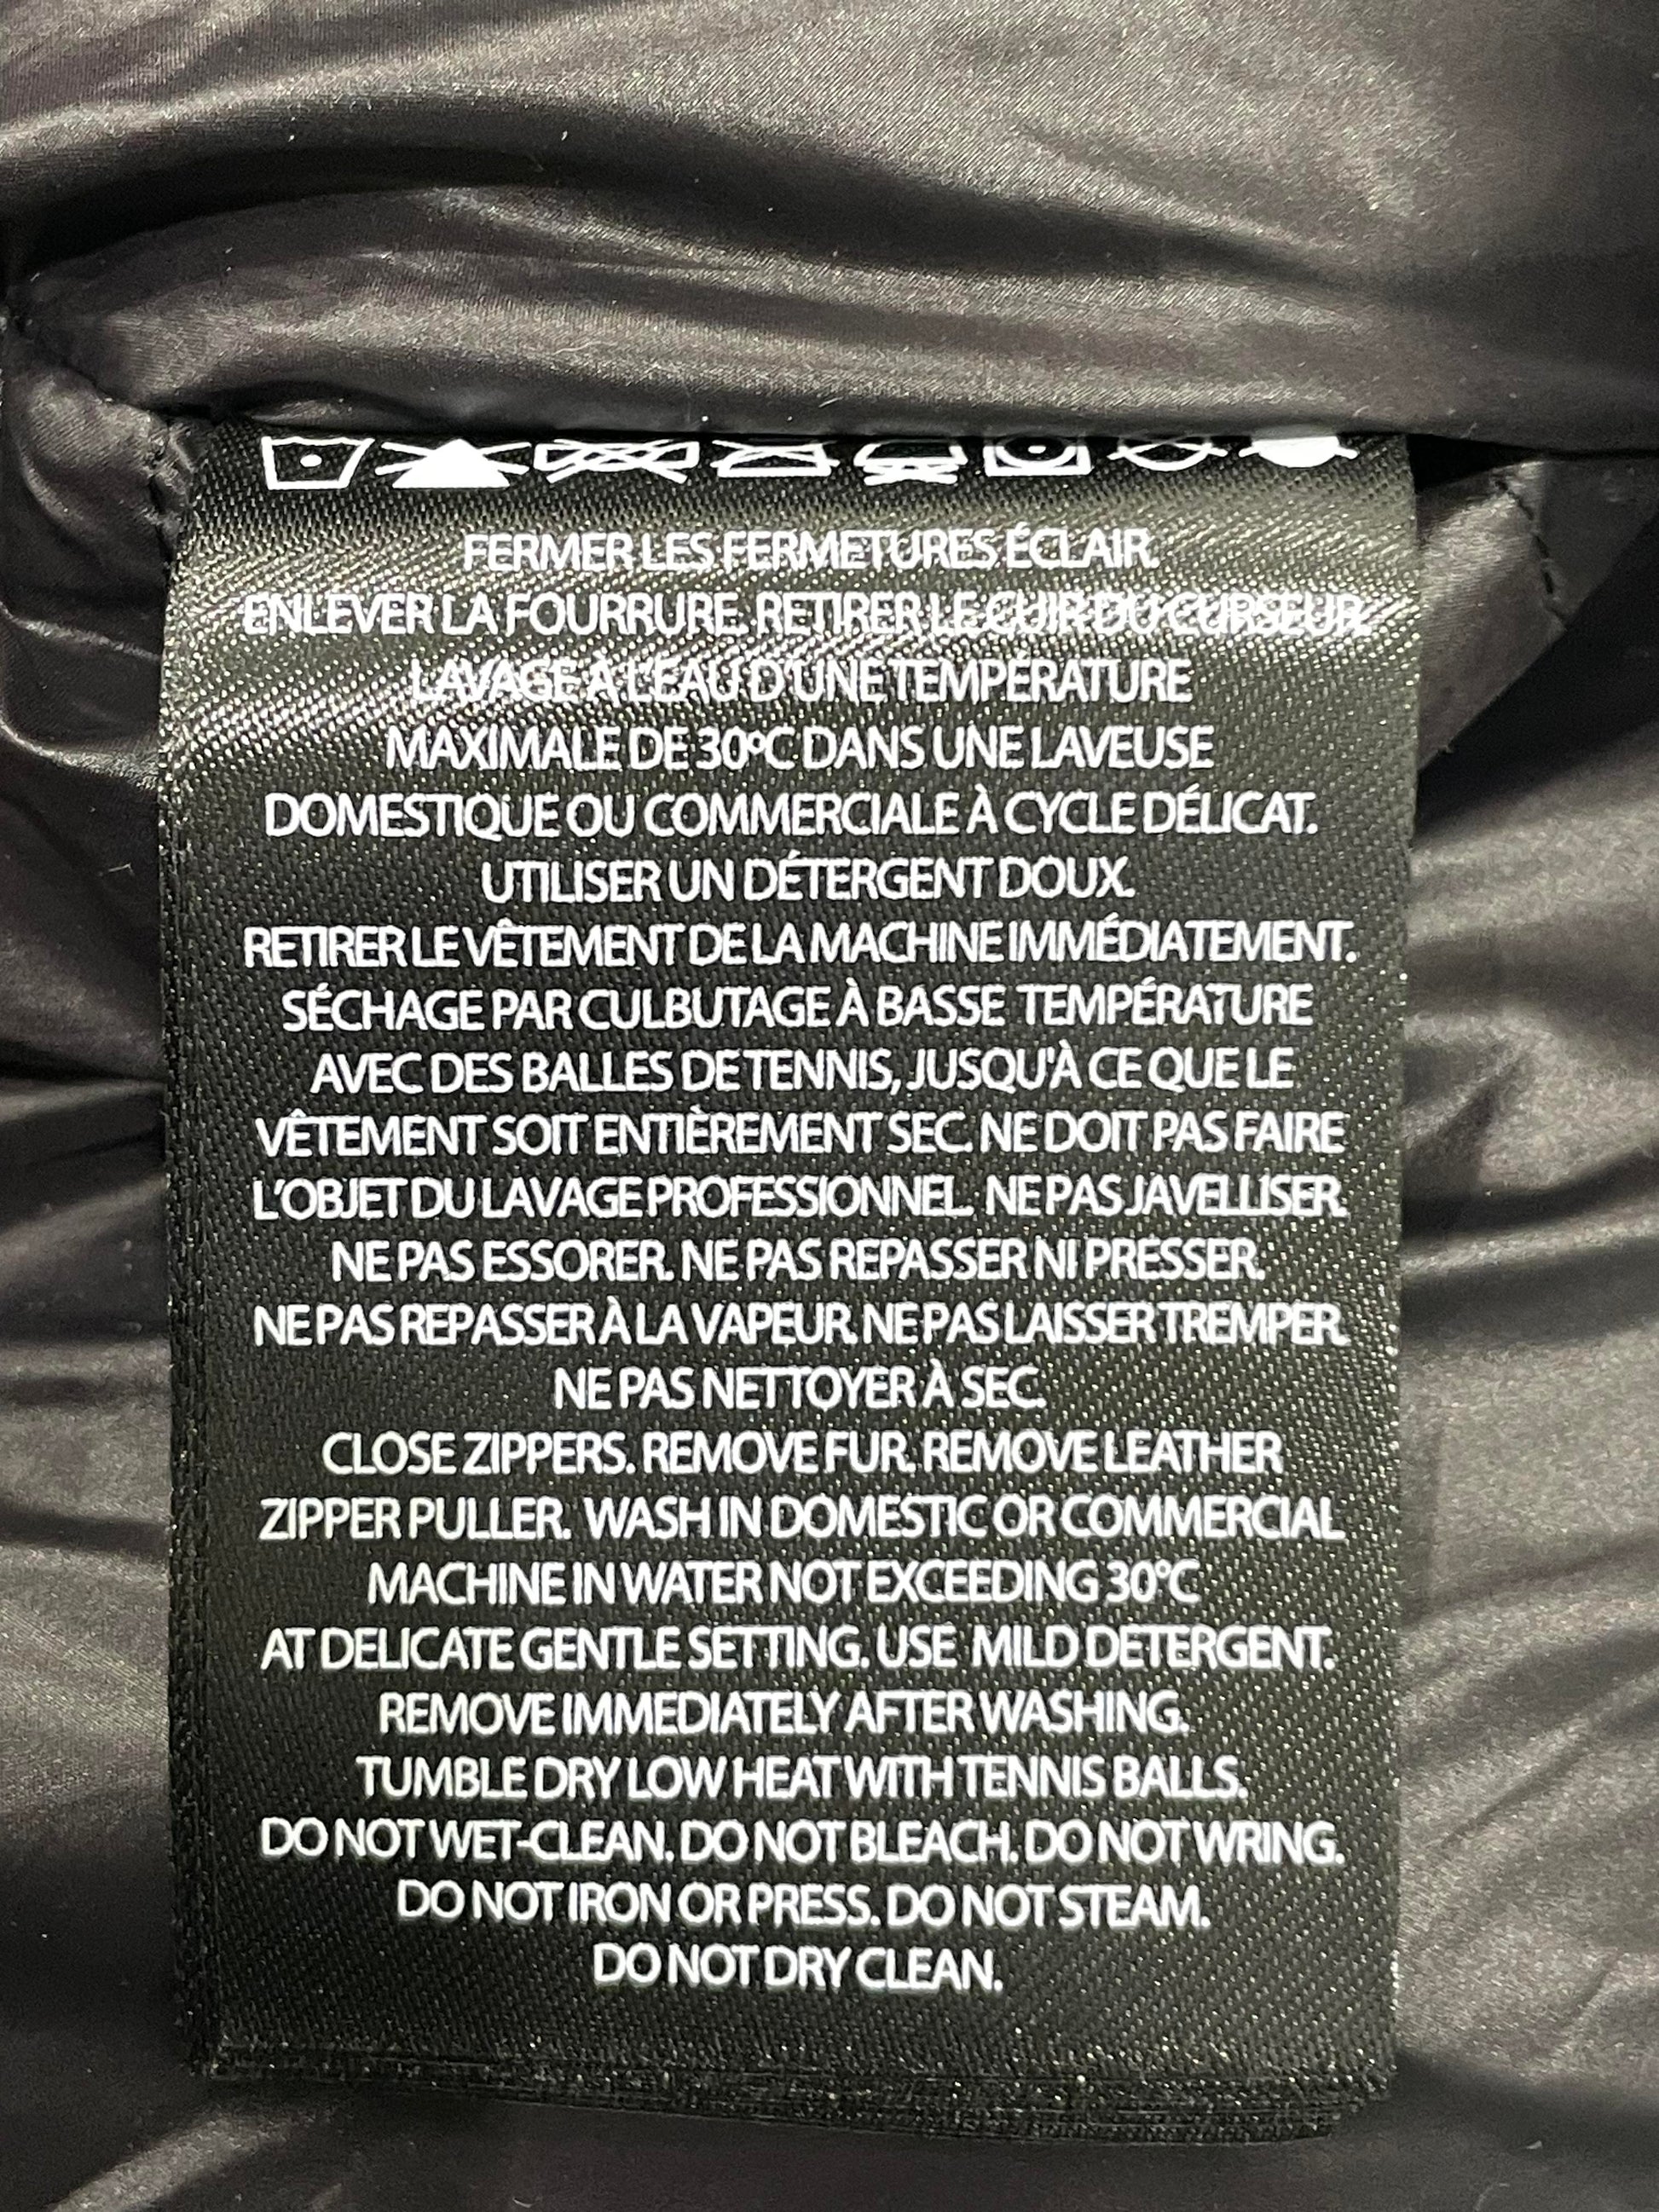 FERMER LES FERMETURES ÉCLAIR.
ENLEVER LA FOURRURE. RETIRER LE CUIR DU CURSEUR.
LAVAGE À L'EAU D'UNE TEMPÉRATURE
MAXIMALE DE 30ºC DANS UNE LAVEUSE
DOMESTIQUE OU COMMERCIALE À CYCLE DÉLICAT.
UTILISER UN DÉTERGENT DOUX.
RETIRER LE VÊTEMENT DE LA MACHINE IMMÉDIATEMENT.
SÉCHAGE PAR CULBUTAGE À BASSE TEMPÉRATURE
AVEC DES BALLES DE TENNIS, JUSQU'À CE QUE LE
VÊTEMENT SOIT ENTIÈREMENT SEC. NE DOIT PAS FAIRE
L'OBJET DU LAVAGE PROFESSIONNEL. NE PAS JAVELLISER.
NE PAS ESSORER. NE PAS REPASSER NI PRESSER.
NE PAS REPASSER À LA VAPEUR. NE PAS LAISSER TREMPER.
NE PAS NETTOYER À SEC.
CLOSE ZIPPERS. REMOVE FUR. REMOVE LEATHER
ZIPPER PULLER. WASH IN DOMESTIC OR COMMERCIAL
MACHINE IN WATER NOT EXCEEDING 30°C
AT DELICATE GENTLE SETTING. USE MILD DETERGENT.
REMOVE IMMEDIATELY AFTER WASHING.
TUMBLE DRY LOW HEAT WITH TENNIS BALLS.
DO NOT WET-CLEAN. DO NOT BLEACH. DO NOT WRING.
DO NOT IRON OR PRESS. DO NOT STEAM.
DO NOT DRY CLEAN.